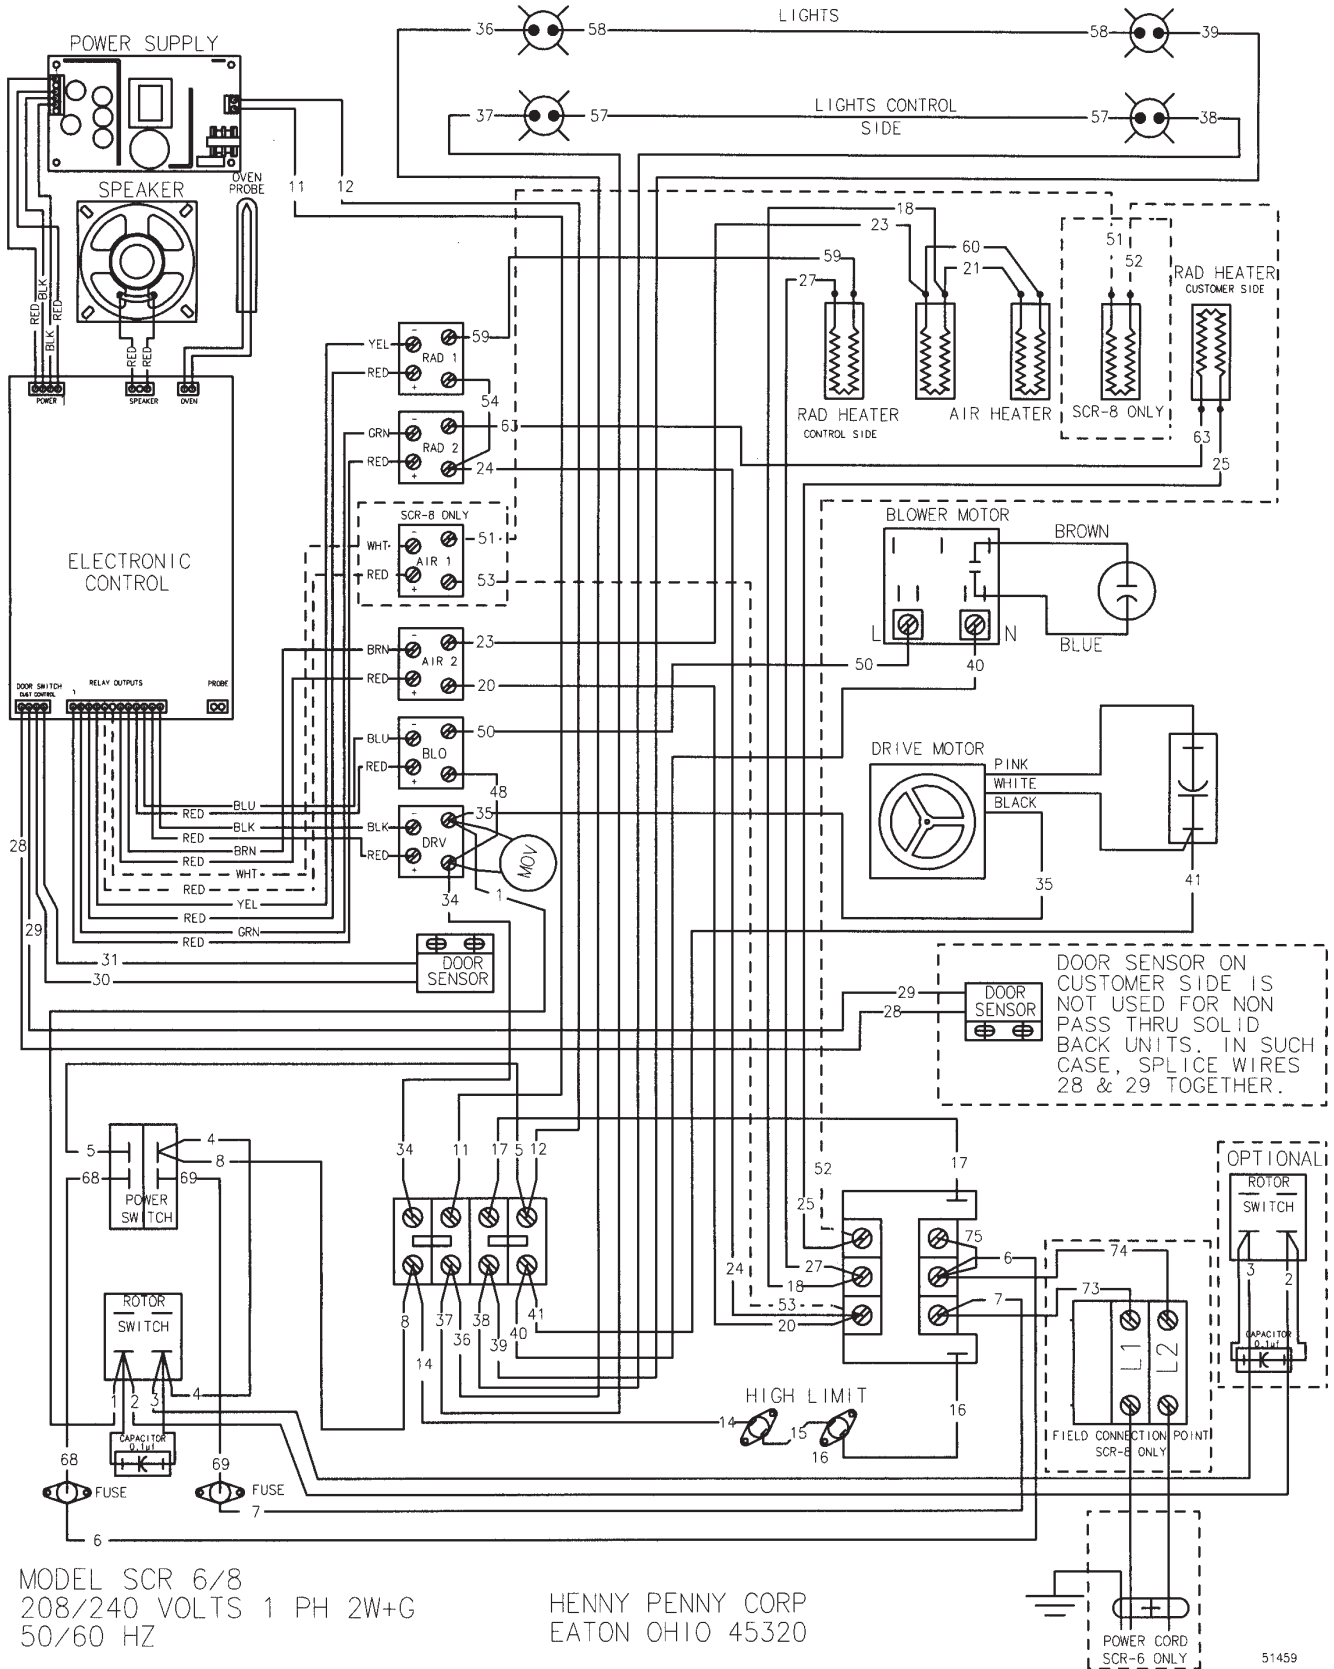 LIGHTS
36
58
58
39
POWER SUPPLY
37
57
LIGHTS CONTROL
SIDE
57
38
SPEAKER
OVEN
PROBE
11
12
18
23
60
21
59
27
51
52
RAD HEATER
CUSTOMER SIDE
RED
BLK
BLK
RED
RED
RED
POWER
SPEAKER
OVEN
YEL
RED
-
+
RAD 1
59
54
GRN
RED
-
+
RAD 2
63
24
RAD HEATER
CONTROL SIDE
AIR HEATER
SCR-8 ONLY
63
25
SCR-8 ONLY
WHT
RED
-
+
AIR 1
51
53
ELECTRONIC
CONTROL
BLOWER MOTOR
BROWN
BLUE
L
N
50
40
BRN
RED
-
+
AIR 2
23
20
DOOR SWITCH
CUST CONTROL
RELAY OUTPUTS
1
PROBE
BLU
RED
-
+
BLO
50
48
DRIVE MOTOR
PINK
WHITE
BLACK
35
41
BLK
RED
-
+
DRV
35
MOV
34
1
BLU
RED
BLK
RED
BRN
RED
WHT
RED
YEL
RED
GRN
RED
28
29
31
30
DOOR
SENSOR
29
28
DOOR
SENSOR
DOOR SENSOR ON
CUSTOMER SIDE IS
NOT USED FOR NON
PASS THRU SOLID
BACK UNITS. IN SUCH
CASE, SPLICE WIRES
28 & 29 TOGETHER.
5
4
8
68
69
POWER
SWITCH
34
11
17
5
12
52
17
25
75
6
27
18
24
53
20
7
74
73
OPTIONAL
ROTOR
SWITCH
3
2
CAPACITOR
0.1uf
L1
L2
FIELD CONNECTION POINT
SCR-8 ONLY
ROTOR
SWITCH
1
2
3
4
CAPACITOR
0.1uf
8
14
37
36
38
39
40
41
HIGH LIMIT
14
15
16
16
68
69
FUSE
FUSE
7
6
MODEL SCR 6/8
208/240 VOLTS 1 PH 2W+G
50/60 HZ
HENNY PENNY CORP
EATON OHIO 45320
POWER CORD
SCR-6 ONLY
51459